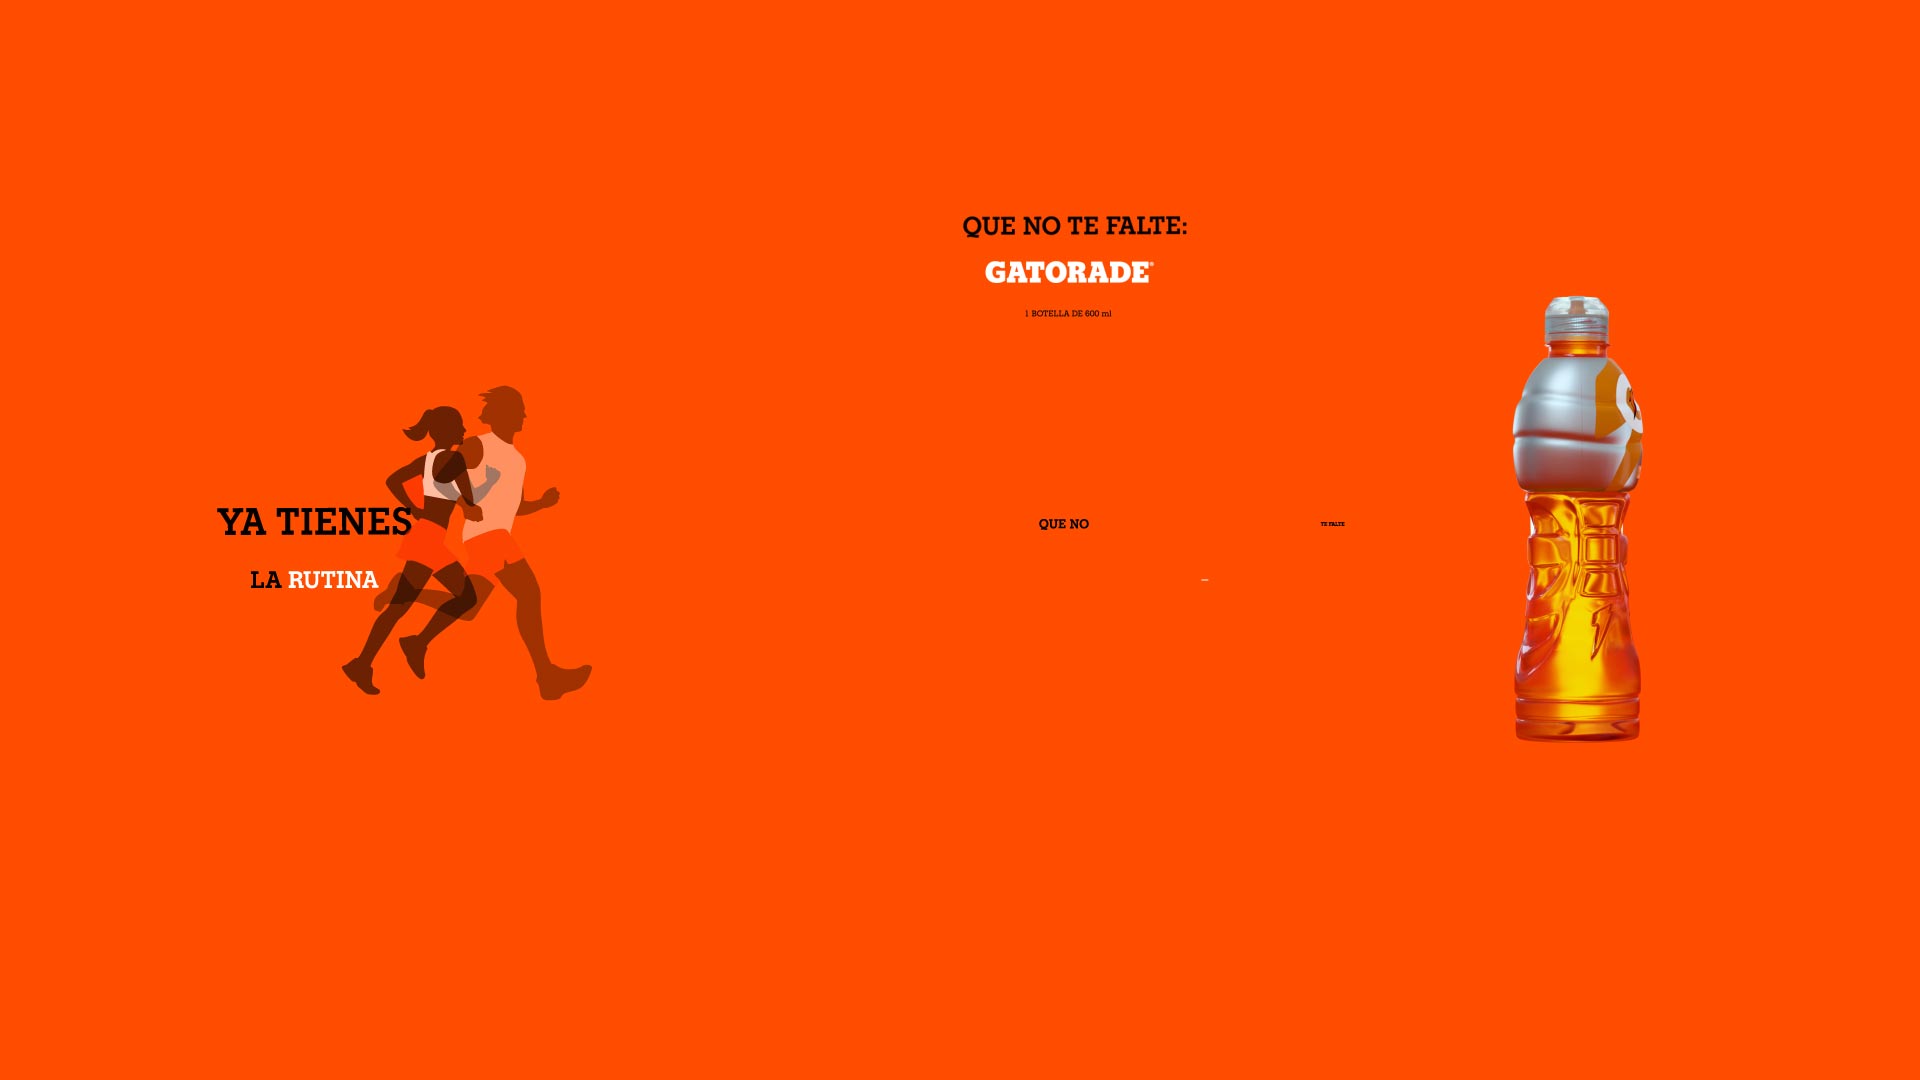 YA TIENES
LA RUTINA
QUE NO TE FALTE:
GATORADE®
1 BOTELLA DE 600 ml
QUE NO
TE FALTE